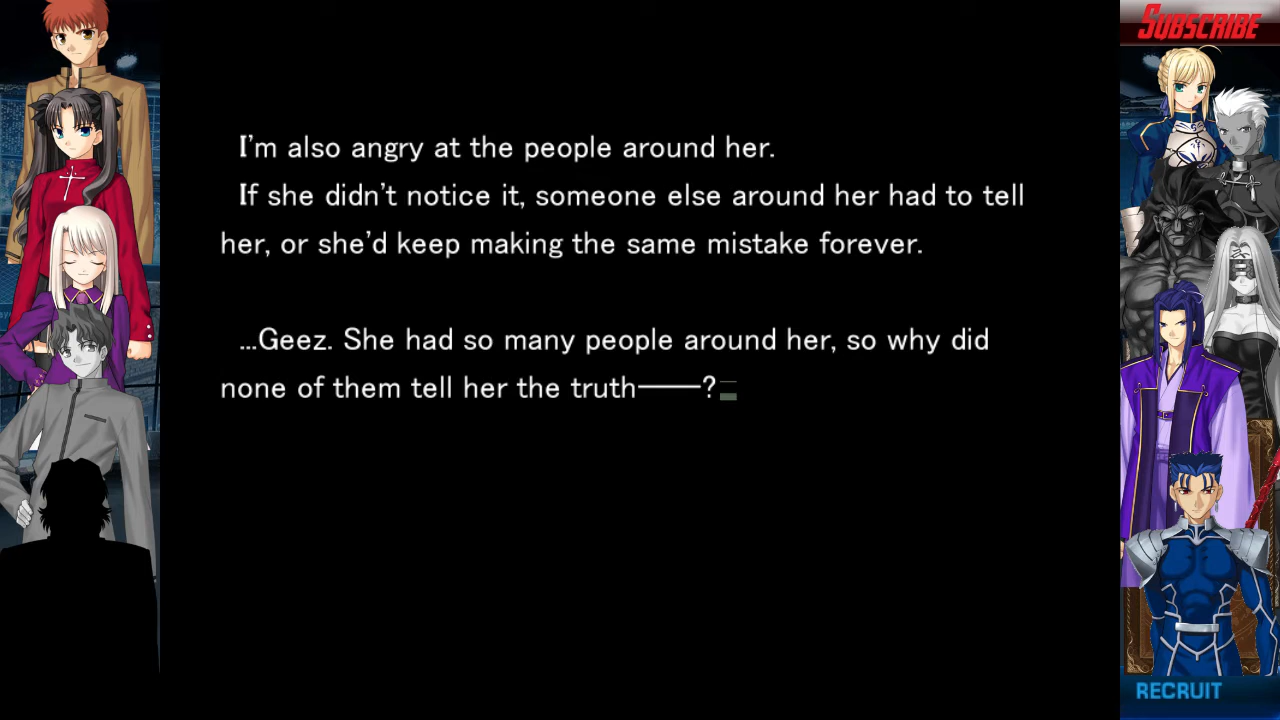 SUBSCRIBE
I'm also angry at the people around her.
If she didn't notice it, someone else around her had to tell
her, or she'd keep making the same mistake forever.
...Geez. She had so many people around her, so why did
none of them tell her the truth───?
RECRUIT